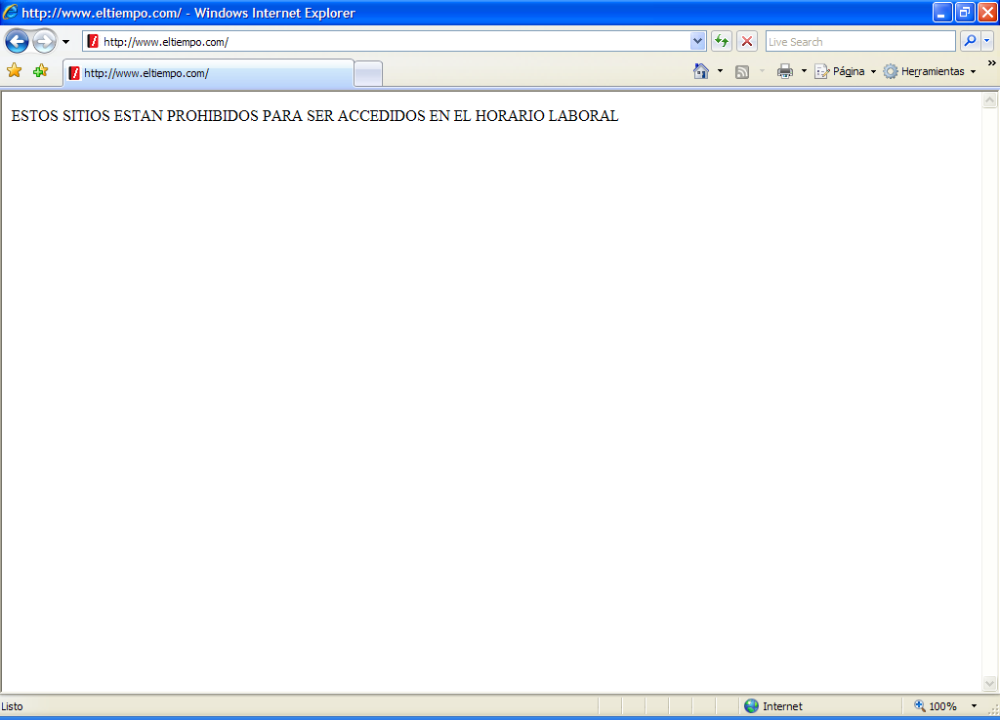 http://www.eltiempo.com/ - Windows Internet Explorer
http://www.eltiempo.com/
Live Search
http://www.eltiempo.com/
Página
Herramientas
»
ESTOS SITIOS ESTAN PROHIBIDOS PARA SER ACCEDIDOS EN EL HORARIO LABORAL
Listo
Internet
100%